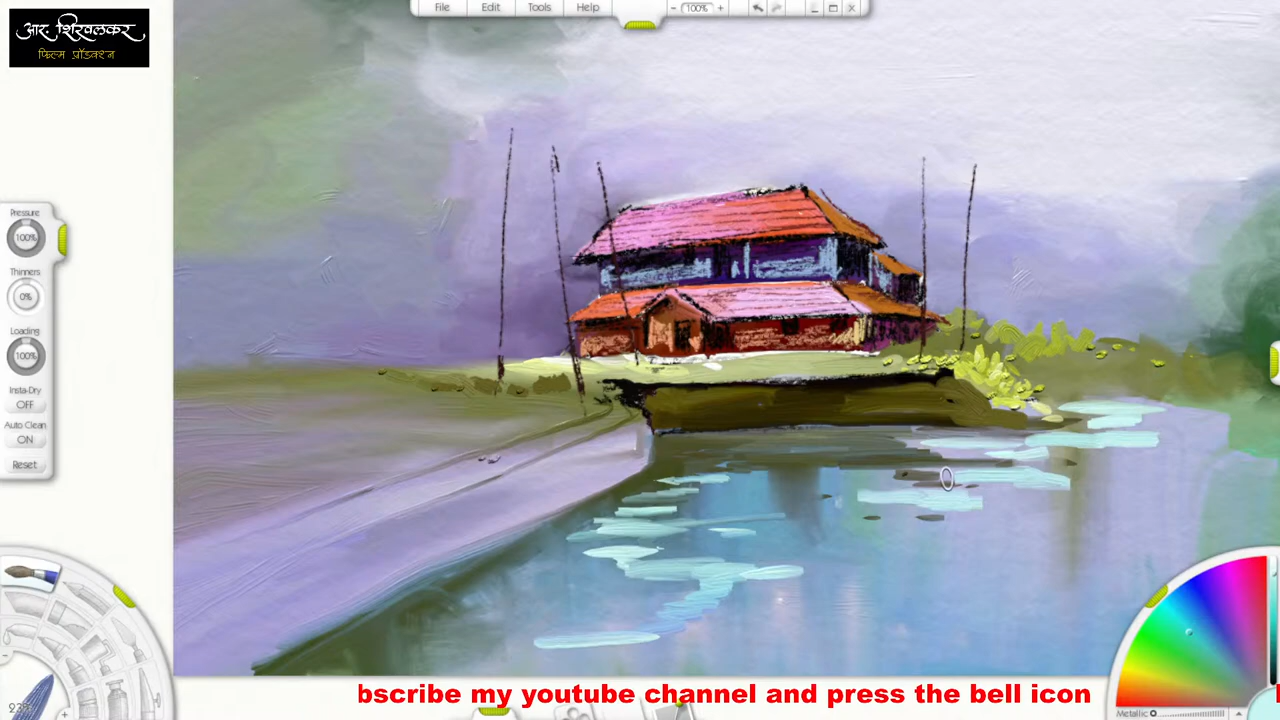 आर. शिरवलकर
फिल्म प्रॉडक्शन
File Edit Tools Help
- 100% +
Pressure
100%
Thinners
0%
Loading
100%
Insta-Dry
OFF
Auto Clean
ON
Reset
Metallic
bscribe my youtube channel and press the bell icon